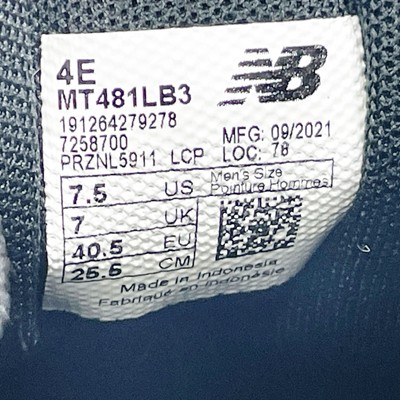 4E
NB
MT481LB3
191264279278
7258700 MFG: 09/2021
PRZNL5911 LCP LOC: 78
7.5 US Men's Size
7 UK Pointure Hommes
40.5 EU
25.5 CM
Made in Indonesia
Fabriqué en Indonésie